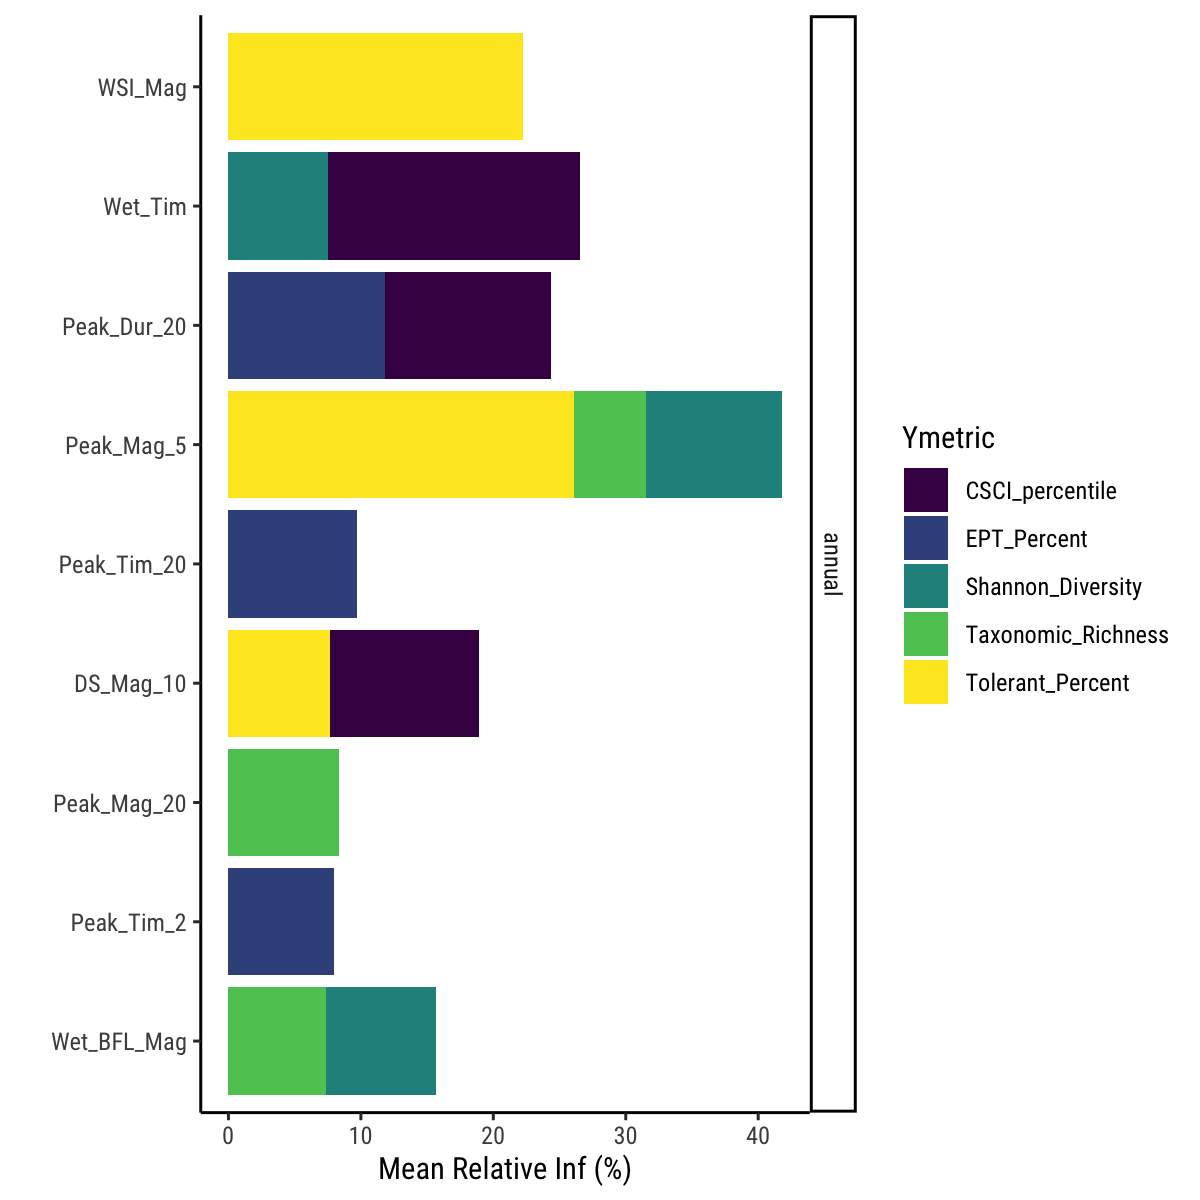 WSI_Mag
Wet_Tim
Peak_Dur_20
Peak_Mag_5
Peak_Tim_20
DS_Mag_10
Peak_Mag_20
Peak_Tim_2
Wet_BFL_Mag
0 10 20 30 40
Mean Relative Inf (%)
annual
Ymetric
CSCI_percentile
EPT_Percent
Shannon_Diversity
Taxonomic_Richness
Tolerant_Percent